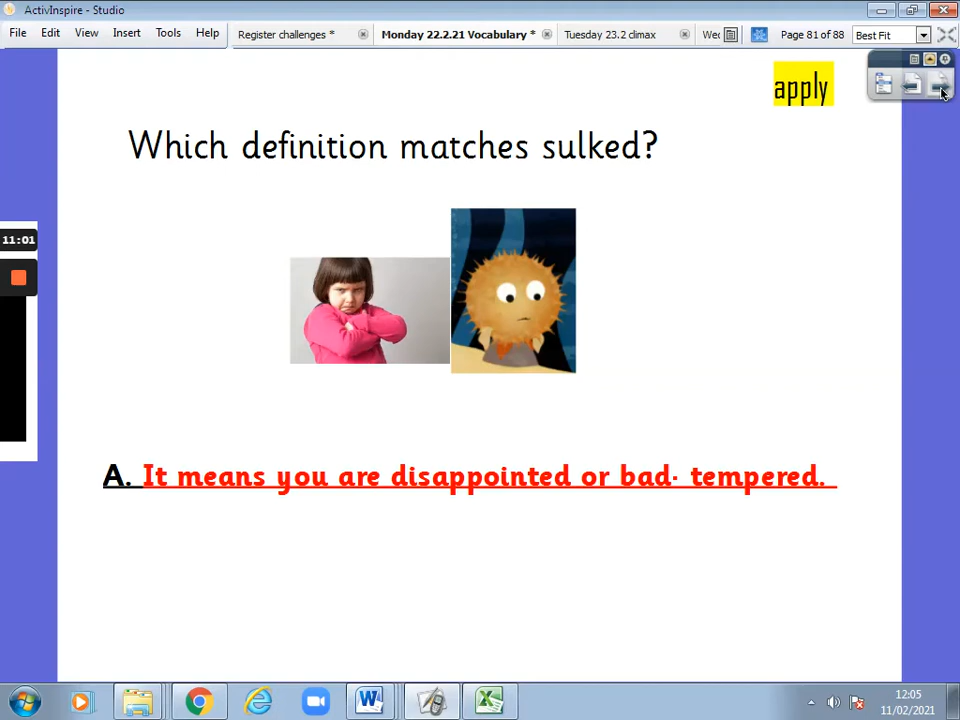 ActivInspire - Studio
File Edit View Insert Tools Help
Register challenges * Monday 22.2.21 Vocabulary * Tuesday 23.2 climax Wec Page 81 of 88 Best Fit
apply
Which definition matches sulked?
11:01
A. It means you are disappointed or bad- tempered.
12:05
11/02/2021